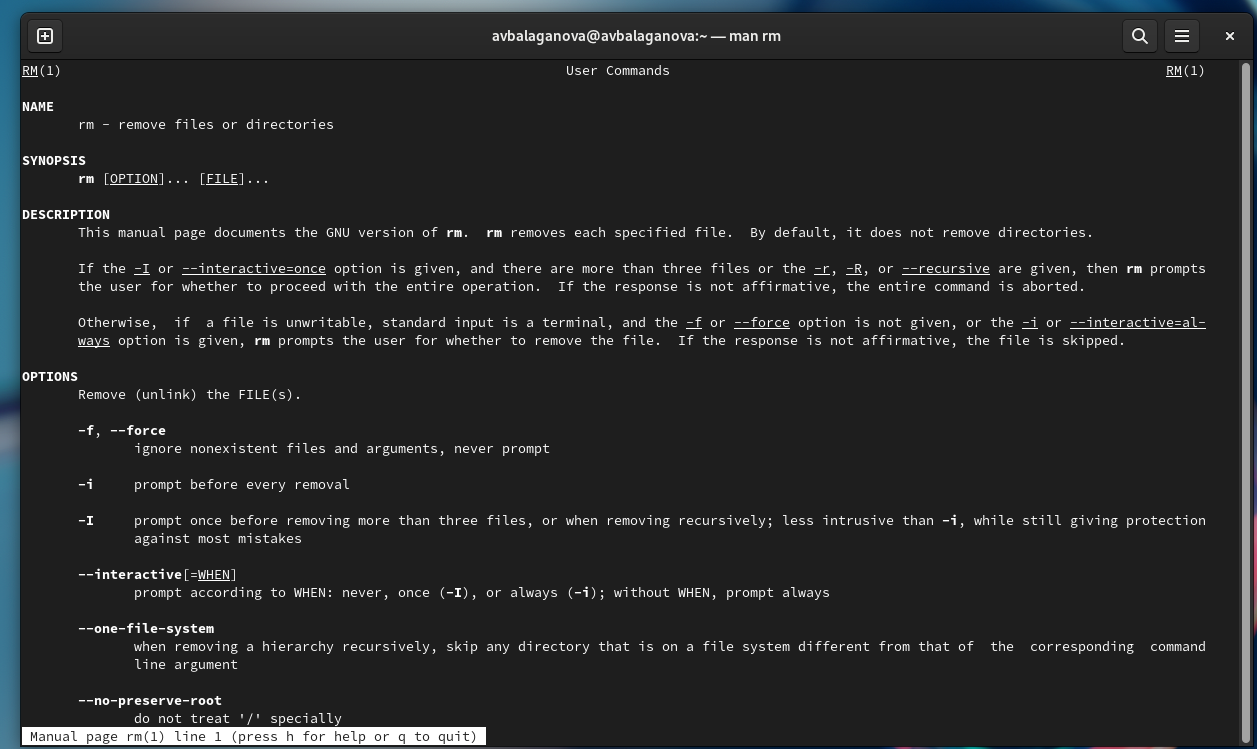 avbalaganova@avbalaganova:~ — man rm
RM(1) User Commands RM(1)
NAME
rm - remove files or directories
SYNOPSIS
rm [OPTION]... [FILE]...
DESCRIPTION
This manual page documents the GNU version of rm.  rm removes each specified file.  By default, it does not remove directories.
If the -I or --interactive=once option is given, and there are more than three files or the -r, -R, or --recursive are given, then rm prompts
the user for whether to proceed with the entire operation.  If the response is not affirmative, the entire command is aborted.
Otherwise,  if  a file is unwritable, standard input is a terminal, and the -f or --force option is not given, or the -i or --interactive=al-
ways option is given, rm prompts the user for whether to remove the file.  If the response is not affirmative, the file is skipped.
OPTIONS
Remove (unlink) the FILE(s).
-f, --force
ignore nonexistent files and arguments, never prompt
-i     prompt before every removal
-I     prompt once before removing more than three files, or when removing recursively; less intrusive than -i, while still giving protection
against most mistakes
--interactive[=WHEN]
prompt according to WHEN: never, once (-I), or always (-i); without WHEN, prompt always
--one-file-system
when removing a hierarchy recursively, skip any directory that is on a file system different from that of  the  corresponding  command
line argument
--no-preserve-root
do not treat '/' specially
Manual page rm(1) line 1 (press h for help or q to quit)